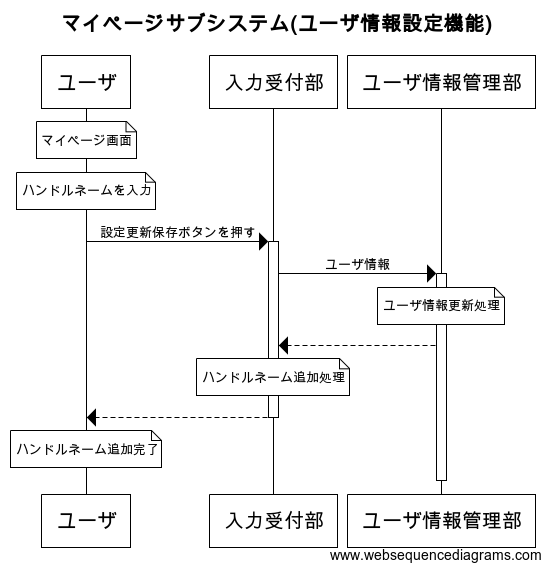 マイページサブシステム(ユーザ情報設定機能)
ユーザ
入力受付部
ユーザ情報管理部
マイページ画面
ハンドルネームを入力
設定更新保存ボタンを押す
ユーザ情報
ユーザ情報更新処理
ハンドルネーム追加処理
ハンドルネーム追加完了
ユーザ
入力受付部
ユーザ情報管理部
www.websequencediagrams.com